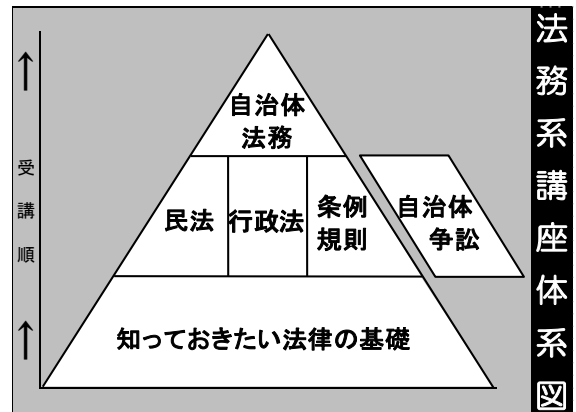 法務系講座体系図
自治体
法務
民法
行政法
条例
規則
自治体
争訟
知っておきたい法律の基礎
↑
受講順
↑